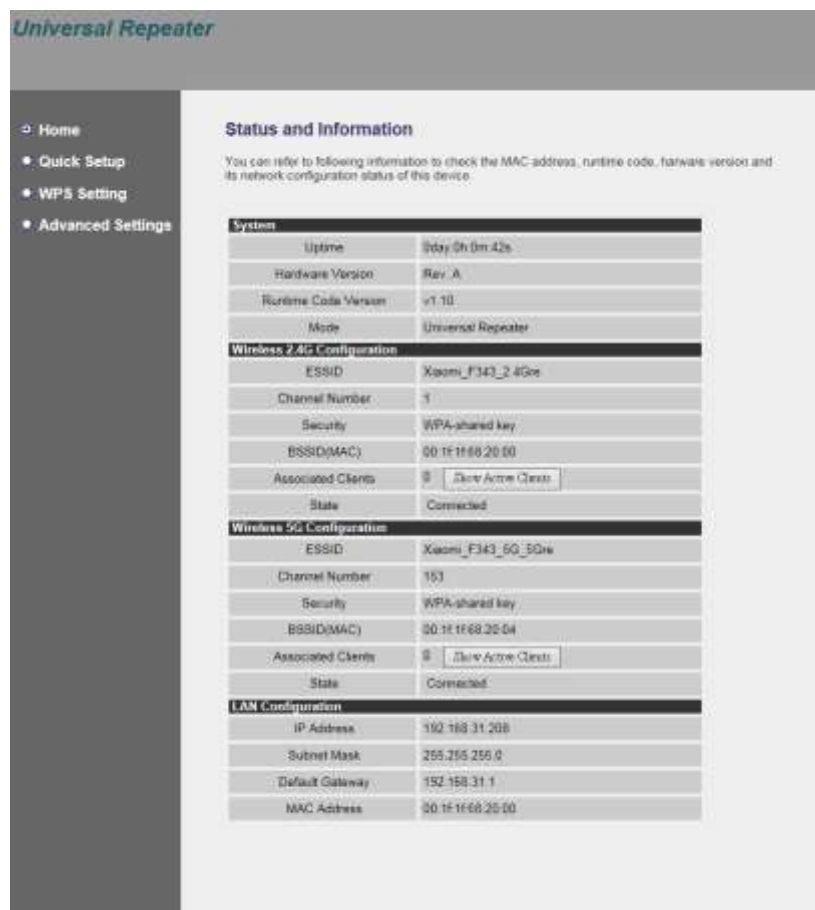 Universal Repeater
Home
Quick Setup
WPS Setting
Advanced Settings
Status and Information
You can refer to following information to check the MAC address, runtime code, harware version and
its network configuration status of this device.
System
Uptime 0day:0h:0m:42s
Hardware Version Rev. A
Runtime Code Version v1.10
Mode Universal Repeater
Wireless 2.4G Configuration
ESSID Xiaomi_F343_2.4Gre
Channel Number 1
Security WPA-shared key
BSSID(MAC) 00:1f:1f:68:20:00
Associated Clients 0 Show Active Clients
State Connected
Wireless 5G Configuration
ESSID Xiaomi_F343_5G_5Gre
Channel Number 153
Security WPA-shared key
BSSID(MAC) 00:1f:1f:68:20:04
Associated Clients 0 Show Active Clients
State Connected
LAN Configuration
IP Address 192.168.31.208
Subnet Mask 255.255.255.0
Default Gateway 192.168.31.1
MAC Address 00:1f:1f:68:20:00